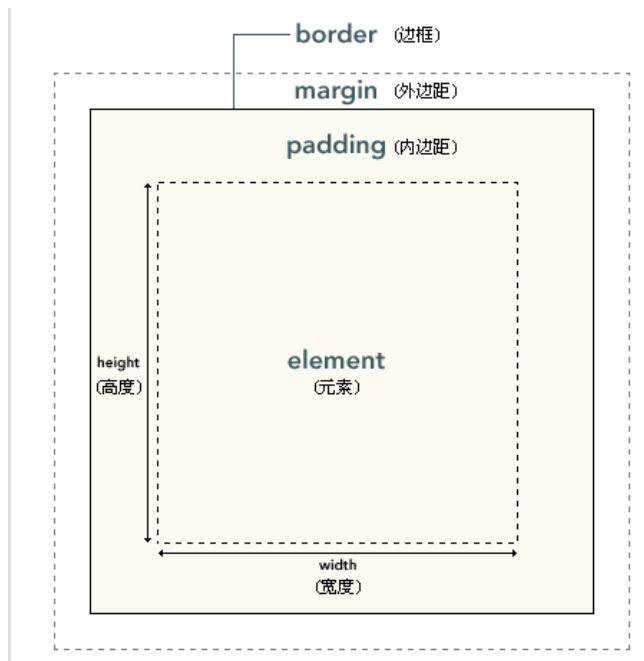 border (边框)
margin (外边距)
padding (内边距)
height
(高度)
element
(元素)
width
(宽度)